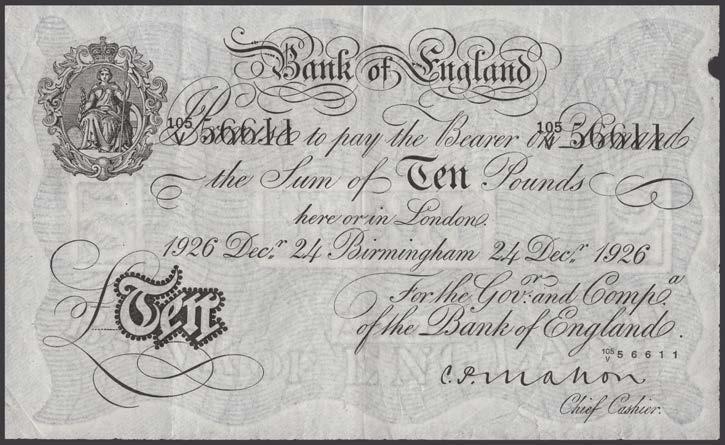 Bank of England
105/V 56611 105/V 56611
I Promise to pay the Bearer on Demand
the Sum of Ten Pounds
here or in London.
1926 Decr. 24 Birmingham 24 Decr. 1926
For the Govr. and Compa.
of the Bank of England.
£Ten
105/V 56611
C.P. Mahon
Chief Cashier.